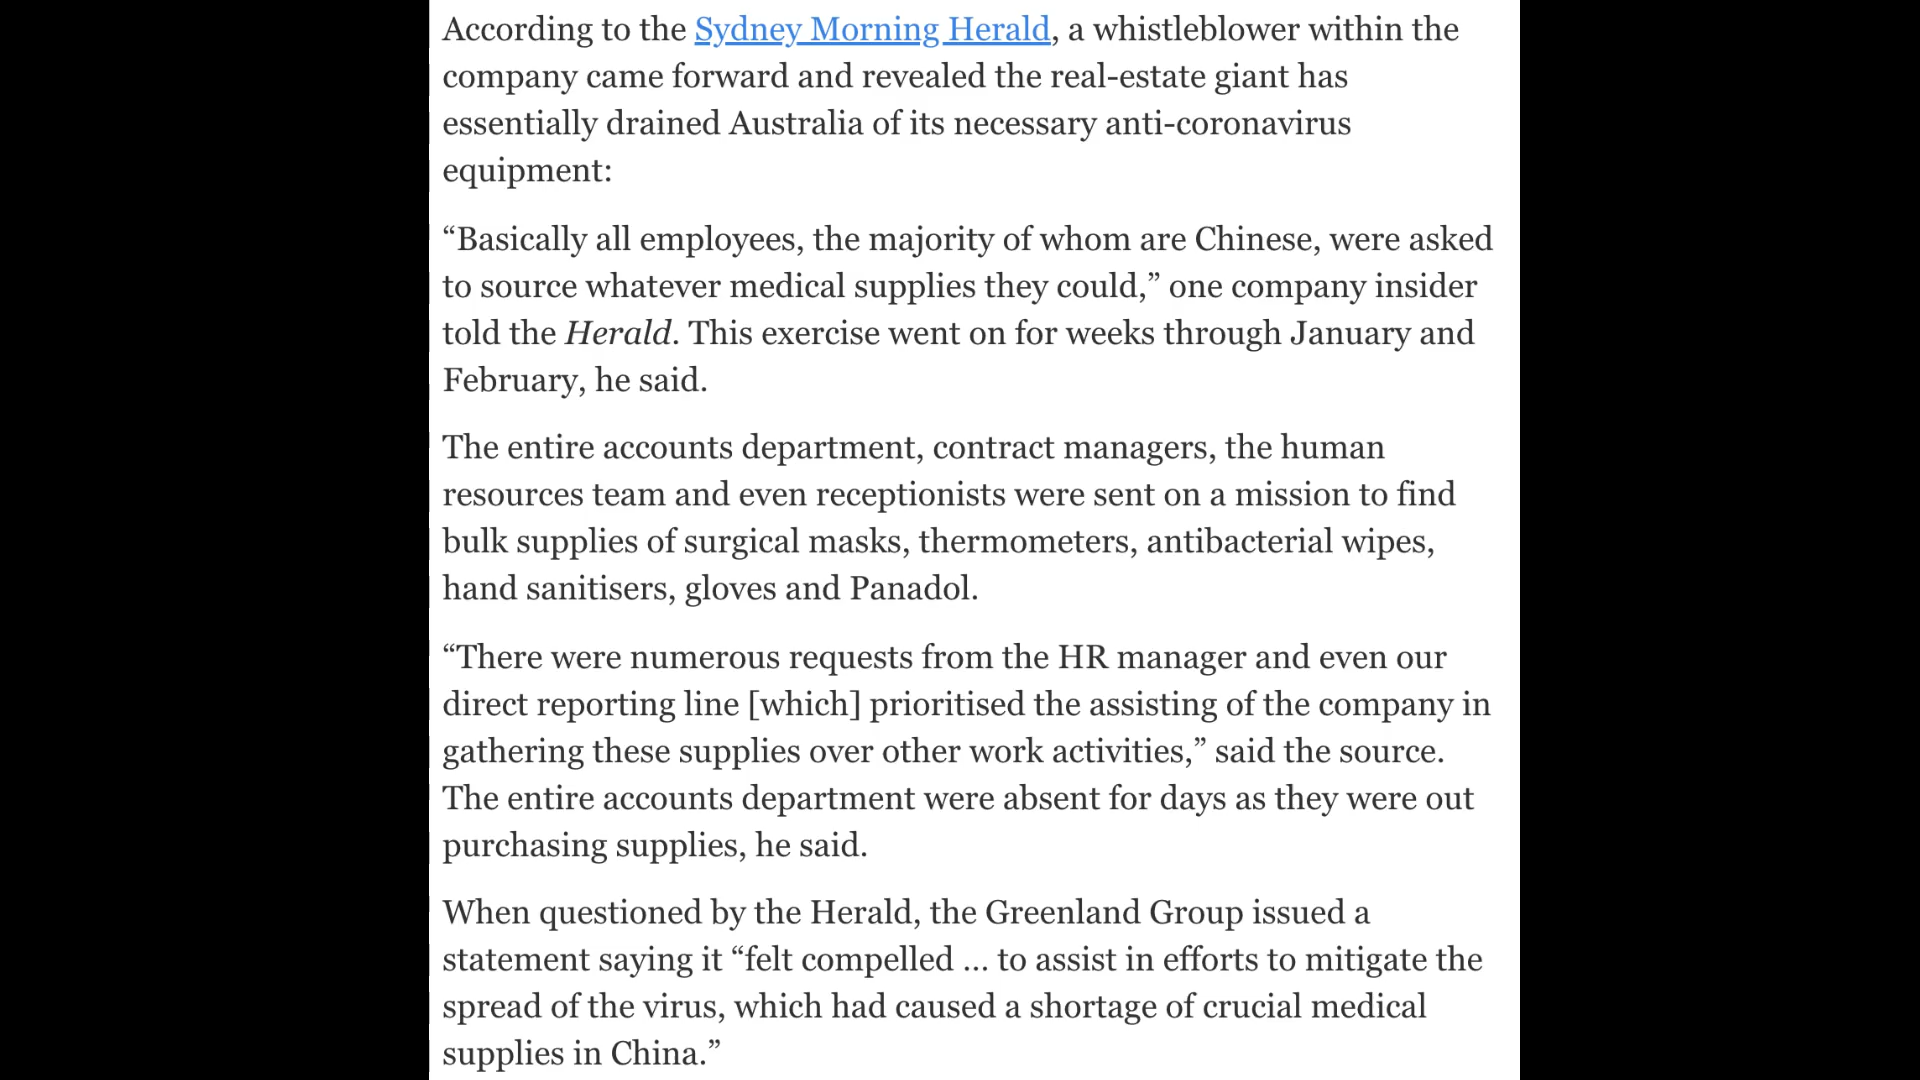 According to the Sydney Morning Herald, a whistleblower within the
company came forward and revealed the real-estate giant has
essentially drained Australia of its necessary anti-coronavirus
equipment:
“Basically all employees, the majority of whom are Chinese, were asked
to source whatever medical supplies they could,” one company insider
told the Herald. This exercise went on for weeks through January and
February, he said.
The entire accounts department, contract managers, the human
resources team and even receptionists were sent on a mission to find
bulk supplies of surgical masks, thermometers, antibacterial wipes,
hand sanitisers, gloves and Panadol.
“There were numerous requests from the HR manager and even our
direct reporting line [which] prioritised the assisting of the company in
gathering these supplies over other work activities,” said the source.
The entire accounts department were absent for days as they were out
purchasing supplies, he said.
When questioned by the Herald, the Greenland Group issued a
statement saying it “felt compelled ... to assist in efforts to mitigate the
spread of the virus, which had caused a shortage of crucial medical
supplies in China.”